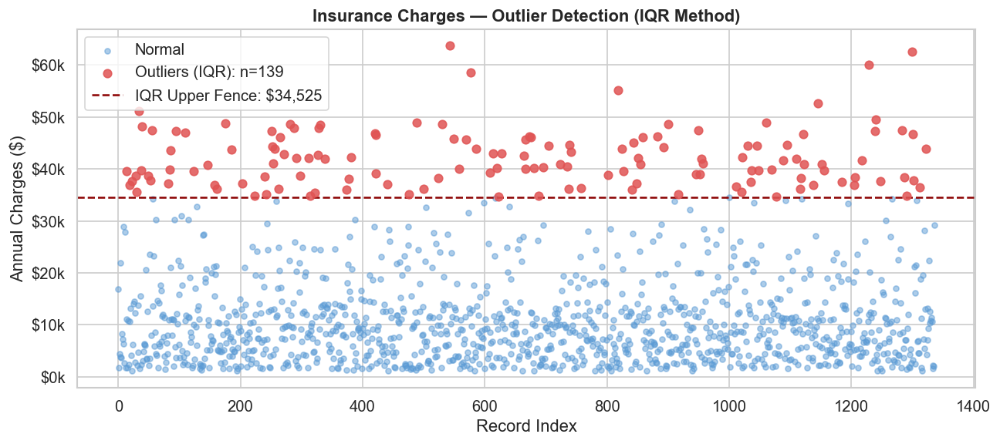 Insurance Charges — Outlier Detection (IQR Method)
Normal
Outliers (IQR): n=139
IQR Upper Fence: $34,525
Annual Charges ($)
$60k
$50k
$40k
$30k
$20k
$10k
$0k
0 200 400 600 800 1000 1200 1400
Record Index